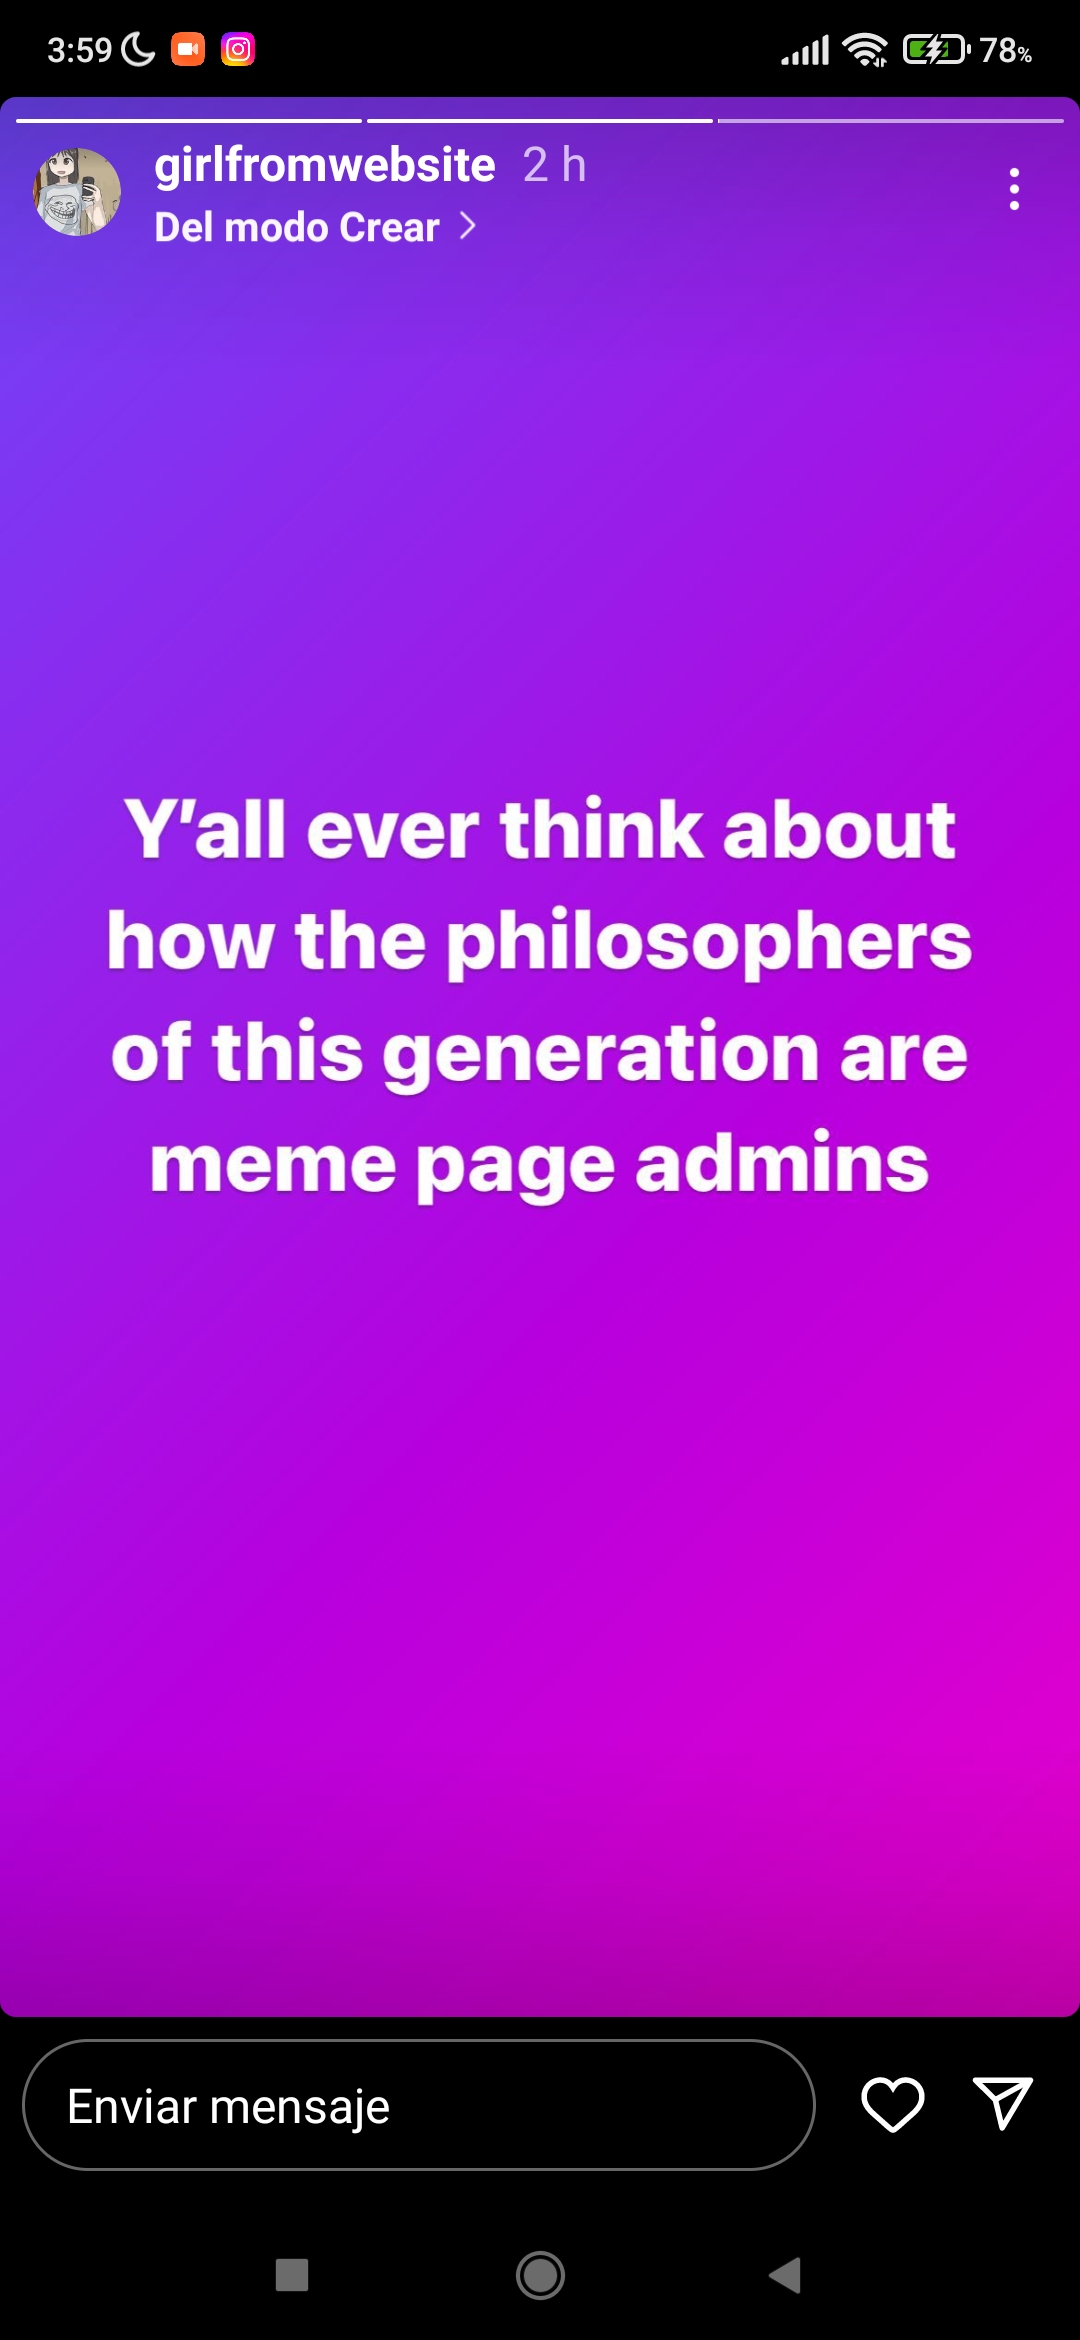 3:59 78%
girlfromwebsite 2 h
Del modo Crear
Y'all ever think about
how the philosophers
of this generation are
meme page admins
Enviar mensaje